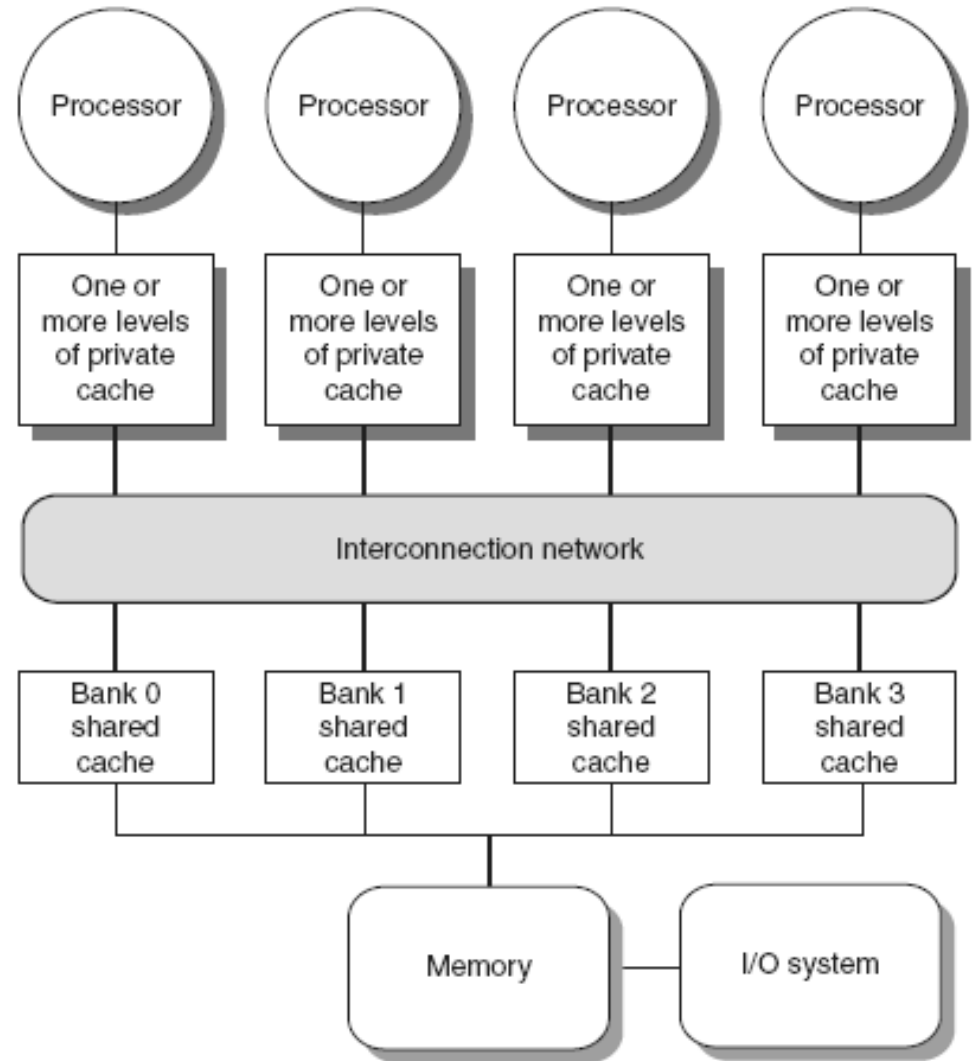 Processor
Processor
Processor
Processor
One or
more levels
of private
cache
One or
more levels
of private
cache
One or
more levels
of private
cache
One or
more levels
of private
cache
Interconnection network
Bank 0
shared
cache
Bank 1
shared
cache
Bank 2
shared
cache
Bank 3
shared
cache
Memory
I/O system